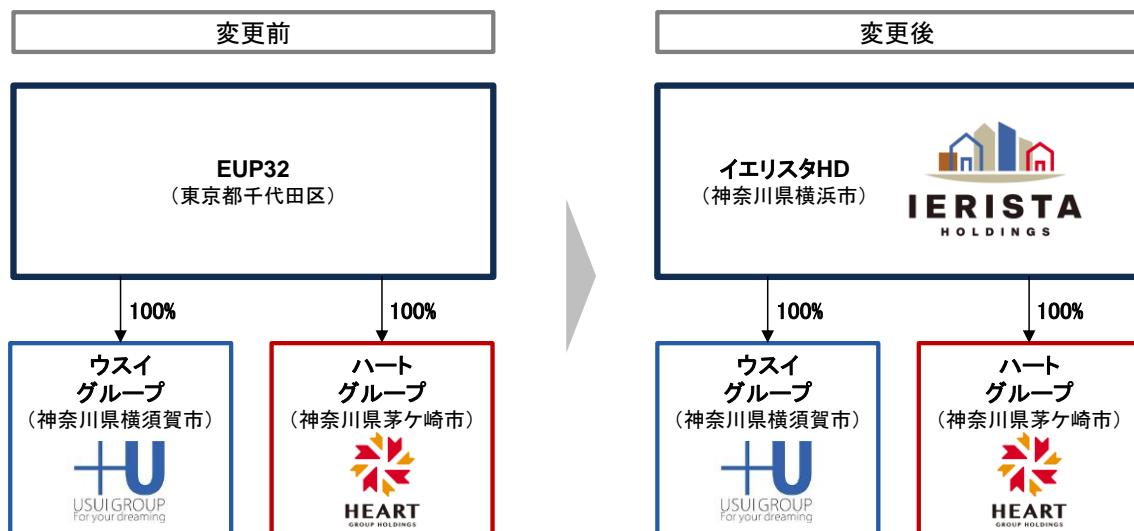 変更前
EUP32
（東京都千代田区）
100%
100%
ウスイ
グループ
（神奈川県横須賀市）
+U
USUI GROUP
For your dreaming
ハート
グループ
（神奈川県茅ケ崎市）
HEART
GROUP HOLDINGS
変更後
イエリスタHD
（神奈川県横浜市）
IERISTA
HOLDINGS
100%
100%
ウスイ
グループ
（神奈川県横須賀市）
+U
USUI GROUP
For your dreaming
ハート
グループ
（神奈川県茅ケ崎市）
HEART
GROUP HOLDINGS